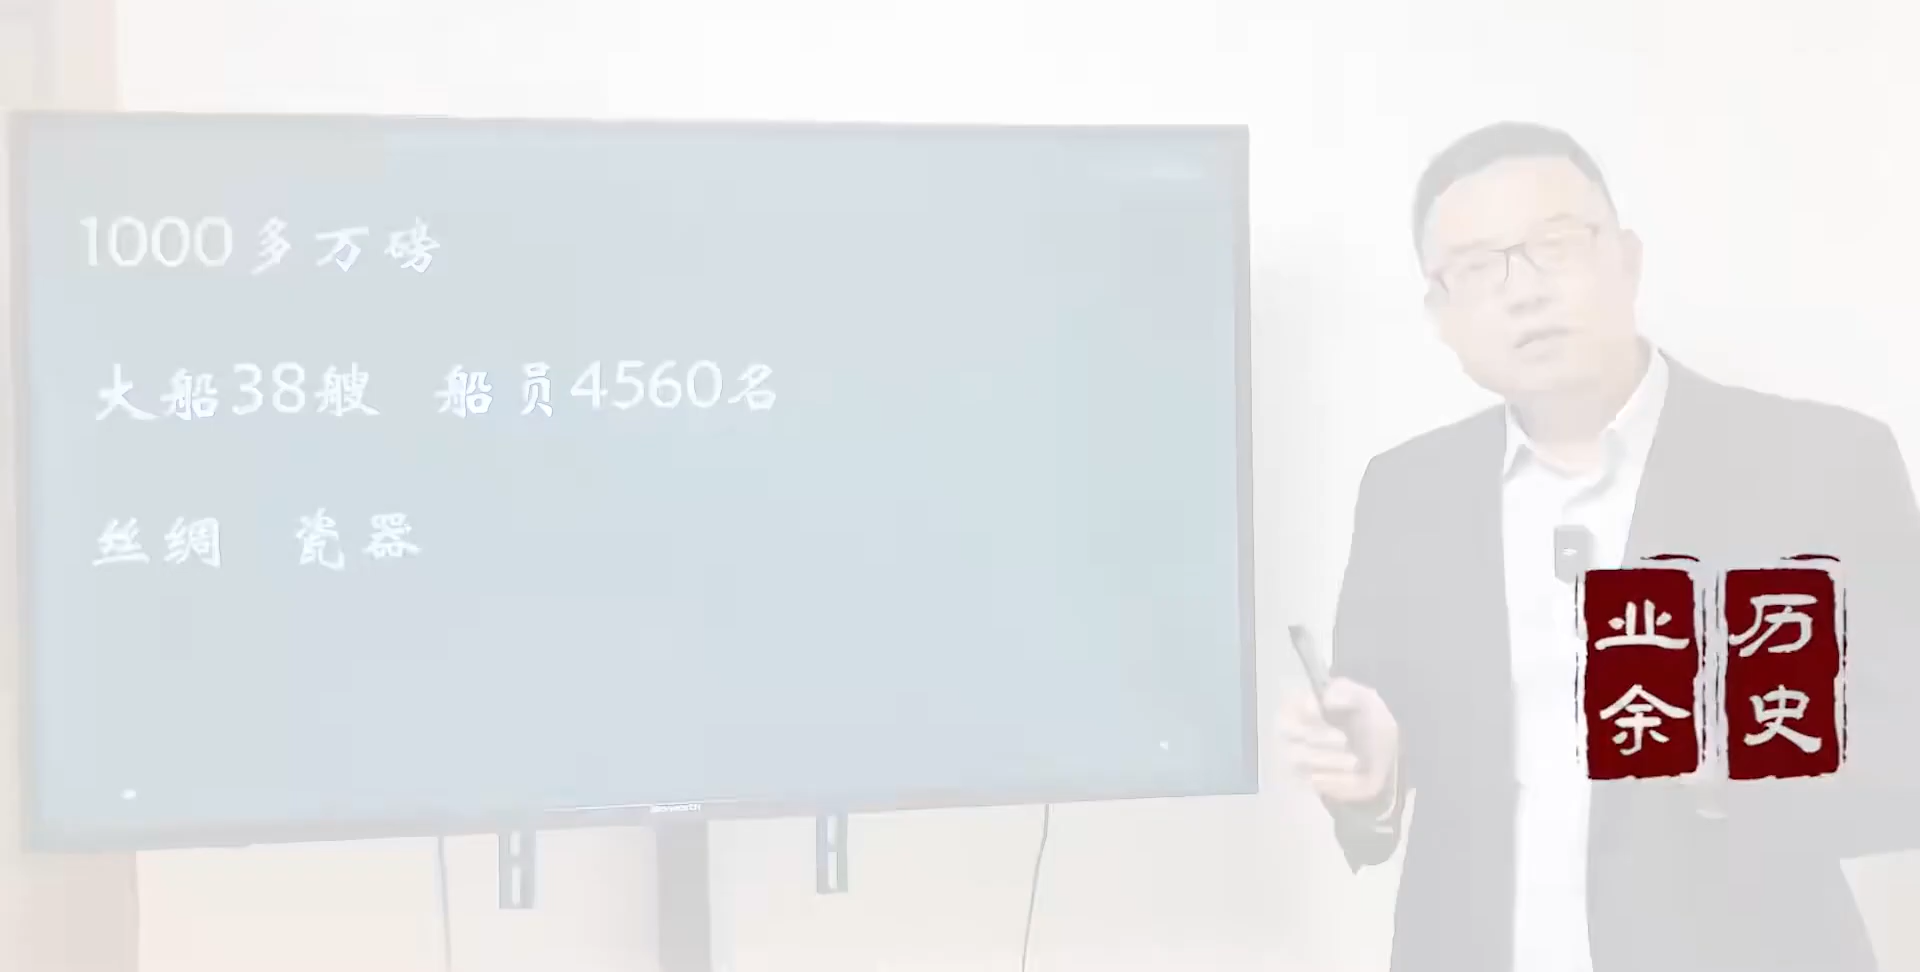 1000多万磅
大船38艘 船员4560名
丝绸 瓷器
Skyworth
业余
历史